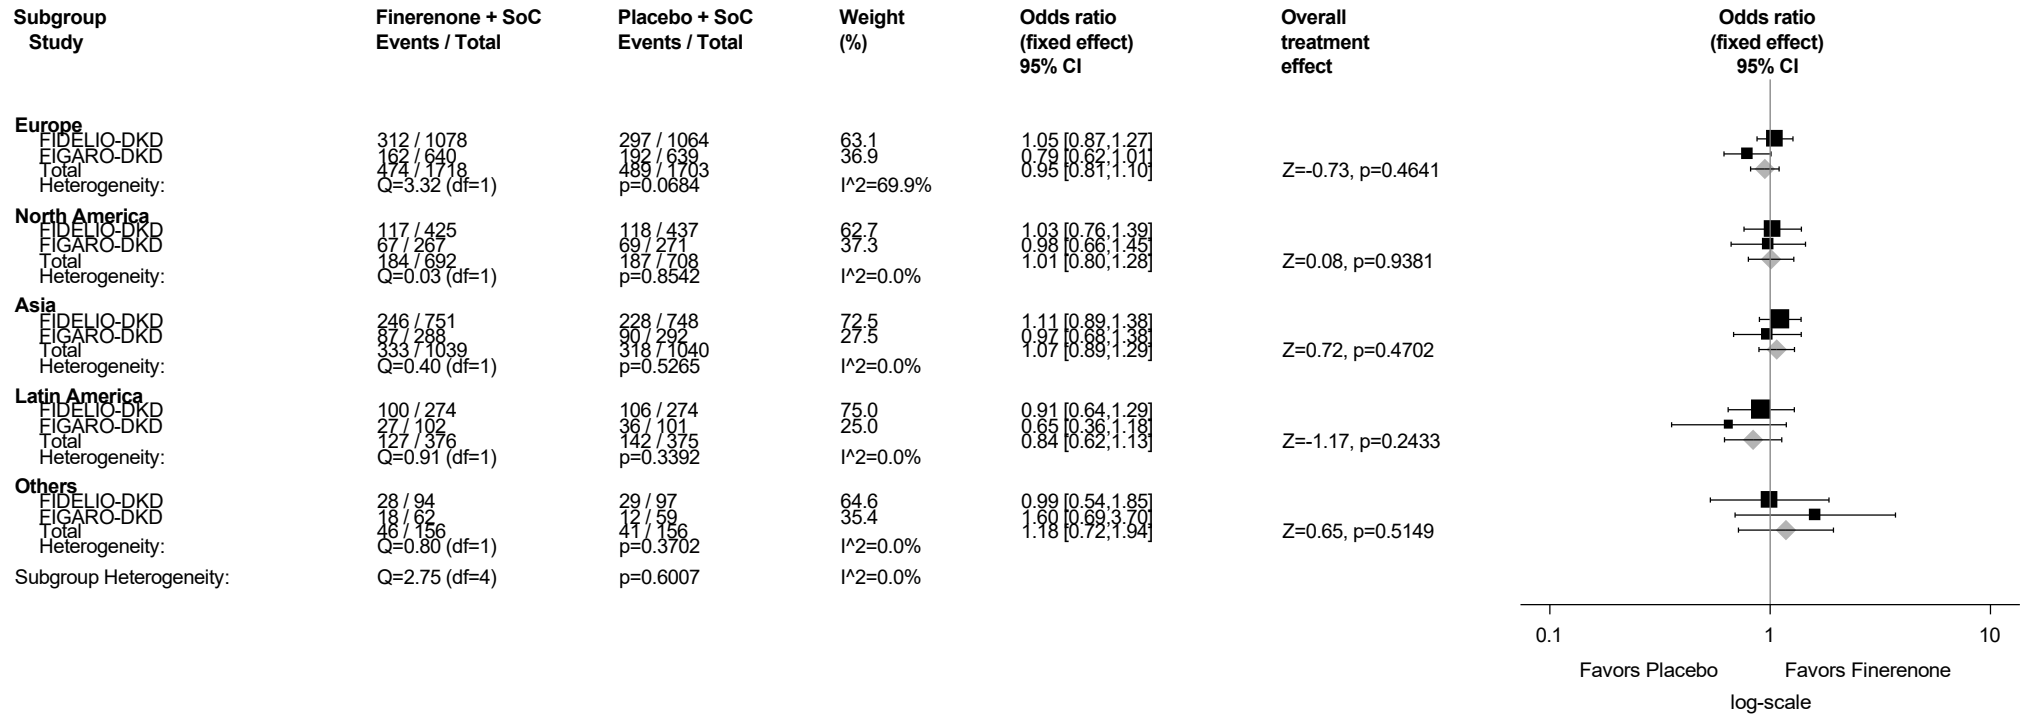 Subgroup Finerenone + SoC Placebo + SoC Weight Odds ratio Overall Odds ratio
Study Events / Total Events / Total (%) (fixed effect) treatment (fixed effect)
95% CI effect 95% CI
Europe
FIDELIO-DKD 312 / 1078 297 / 1064 63.1 1.05 [0.87,1.27]
FIGARO-DKD 162 / 640 192 / 639 36.9 0.79 [0.62,1.01]
Total 474 / 1718 489 / 1703 0.95 [0.81,1.10] Z=-0.73, p=0.4641
Heterogeneity: Q=3.32 (df=1) p=0.0684 I^2=69.9%
North America
FIDELIO-DKD 117 / 425 118 / 437 62.7 1.03 [0.76,1.39]
FIGARO-DKD 67 / 267 69 / 271 37.3 0.98 [0.66,1.45]
Total 184 / 692 187 / 708 1.01 [0.80,1.28] Z=0.08, p=0.9381
Heterogeneity: Q=0.03 (df=1) p=0.8542 I^2=0.0%
Asia
FIDELIO-DKD 246 / 751 228 / 748 72.5 1.11 [0.89,1.38]
FIGARO-DKD 87 / 288 90 / 292 27.5 0.97 [0.68,1.38]
Total 333 / 1039 318 / 1040 1.07 [0.89,1.29] Z=0.72, p=0.4702
Heterogeneity: Q=0.40 (df=1) p=0.5265 I^2=0.0%
Latin America
FIDELIO-DKD 100 / 274 106 / 274 75.0 0.91 [0.64,1.29]
FIGARO-DKD 27 / 102 36 / 101 25.0 0.65 [0.36,1.18]
Total 127 / 376 142 / 375 0.84 [0.62,1.13] Z=-1.17, p=0.2433
Heterogeneity: Q=0.91 (df=1) p=0.3392 I^2=0.0%
Others
FIDELIO-DKD 28 / 94 29 / 97 64.6 0.99 [0.54,1.85]
FIGARO-DKD 18 / 62 12 / 59 35.4 1.60 [0.69,3.70]
Total 46 / 156 41 / 156 1.18 [0.72,1.94] Z=0.65, p=0.5149
Heterogeneity: Q=0.80 (df=1) p=0.3702 I^2=0.0%
Subgroup Heterogeneity: Q=2.75 (df=4) p=0.6007 I^2=0.0%
0.1 1 10
Favors Placebo Favors Finerenone
log-scale